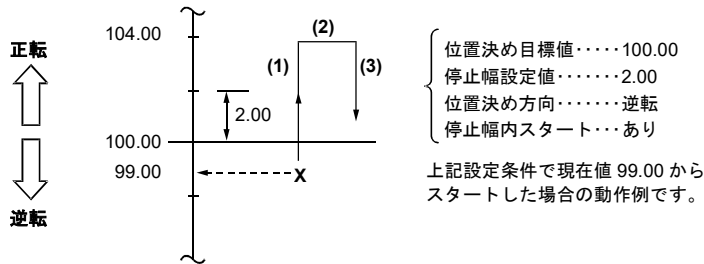 正転
逆転
104.00
100.00
99.00
2.00
(1)
(2)
(3)
X
位置決め目標値·····100.00
停止幅設定値·····2.00
位置決め方向·······逆転
停止幅内スタート···あり
上記設定条件で現在値 99.00 から
スタートした場合の動作例です。